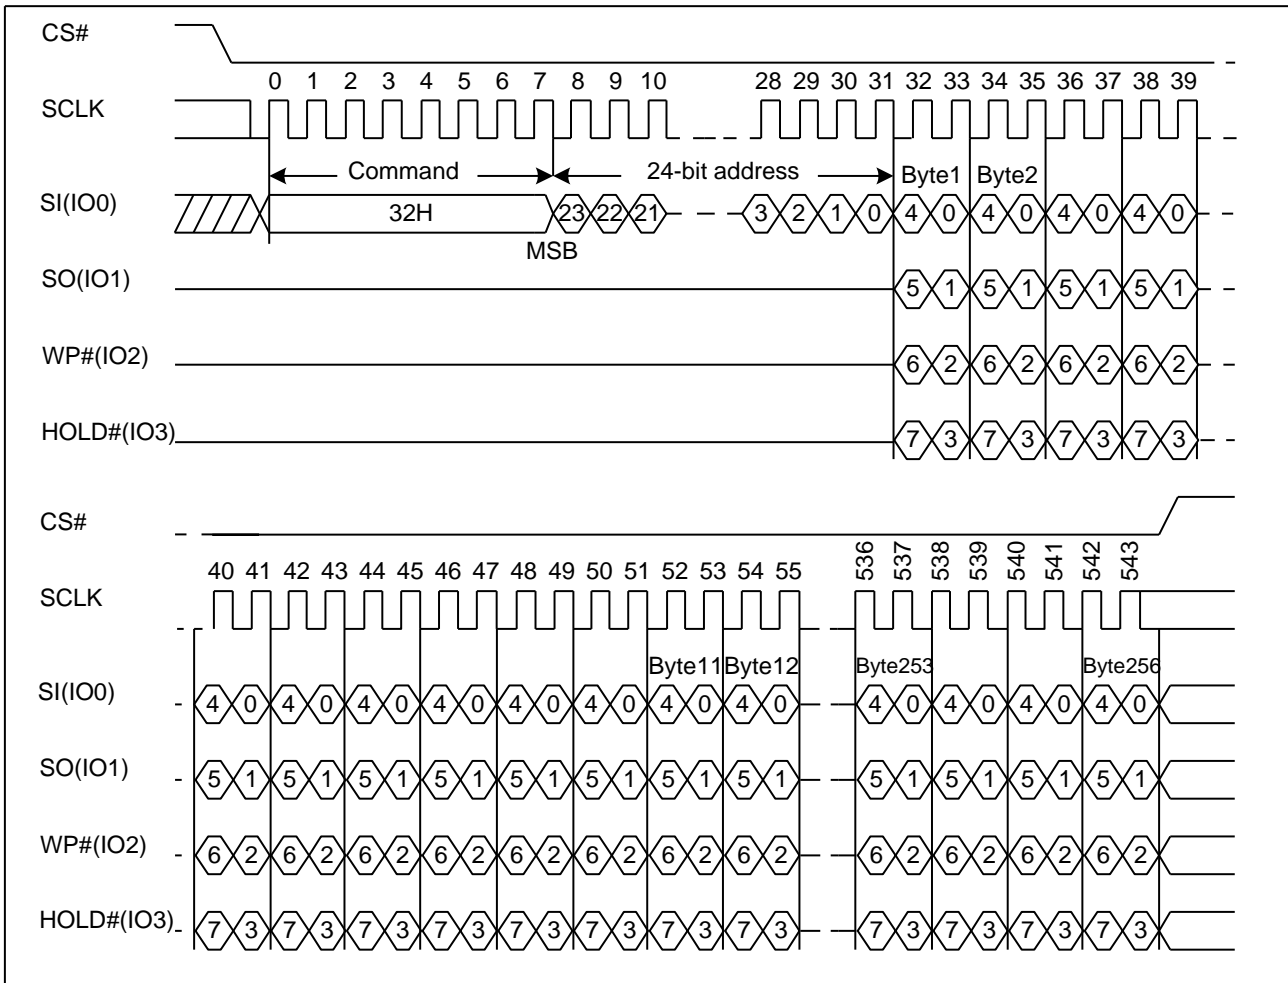 CS#
0 1 2 3 4 5 6 7 8 9 10 28 29 30 31 32 33 34 35 36 37 38 39
SCLK
Command 24-bit address Byte1 Byte2
SI(IO0) 32H 23 22 21 3 2 1 0 4 0 4 0 4 0 4 0
MSB
SO(IO1) 5 1 5 1 5 1 5 1
WP#(IO2) 6 2 6 2 6 2 6 2
HOLD#(IO3) 7 3 7 3 7 3 7 3
CS#
40 41 42 43 44 45 46 47 48 49 50 51 52 53 54 55 536 537 538 539 540 541 542 543
SCLK
Byte11 Byte12 Byte253 Byte256
SI(IO0) 4 0 4 0 4 0 4 0 4 0 4 0 4 0 4 0 4 0 4 0 4 0 4 0
SO(IO1) 5 1 5 1 5 1 5 1 5 1 5 1 5 1 5 1 5 1 5 1 5 1 5 1
WP#(IO2) 6 2 6 2 6 2 6 2 6 2 6 2 6 2 6 2 6 2 6 2 6 2 6 2
HOLD#(IO3) 7 3 7 3 7 3 7 3 7 3 7 3 7 3 7 3 7 3 7 3 7 3 7 3